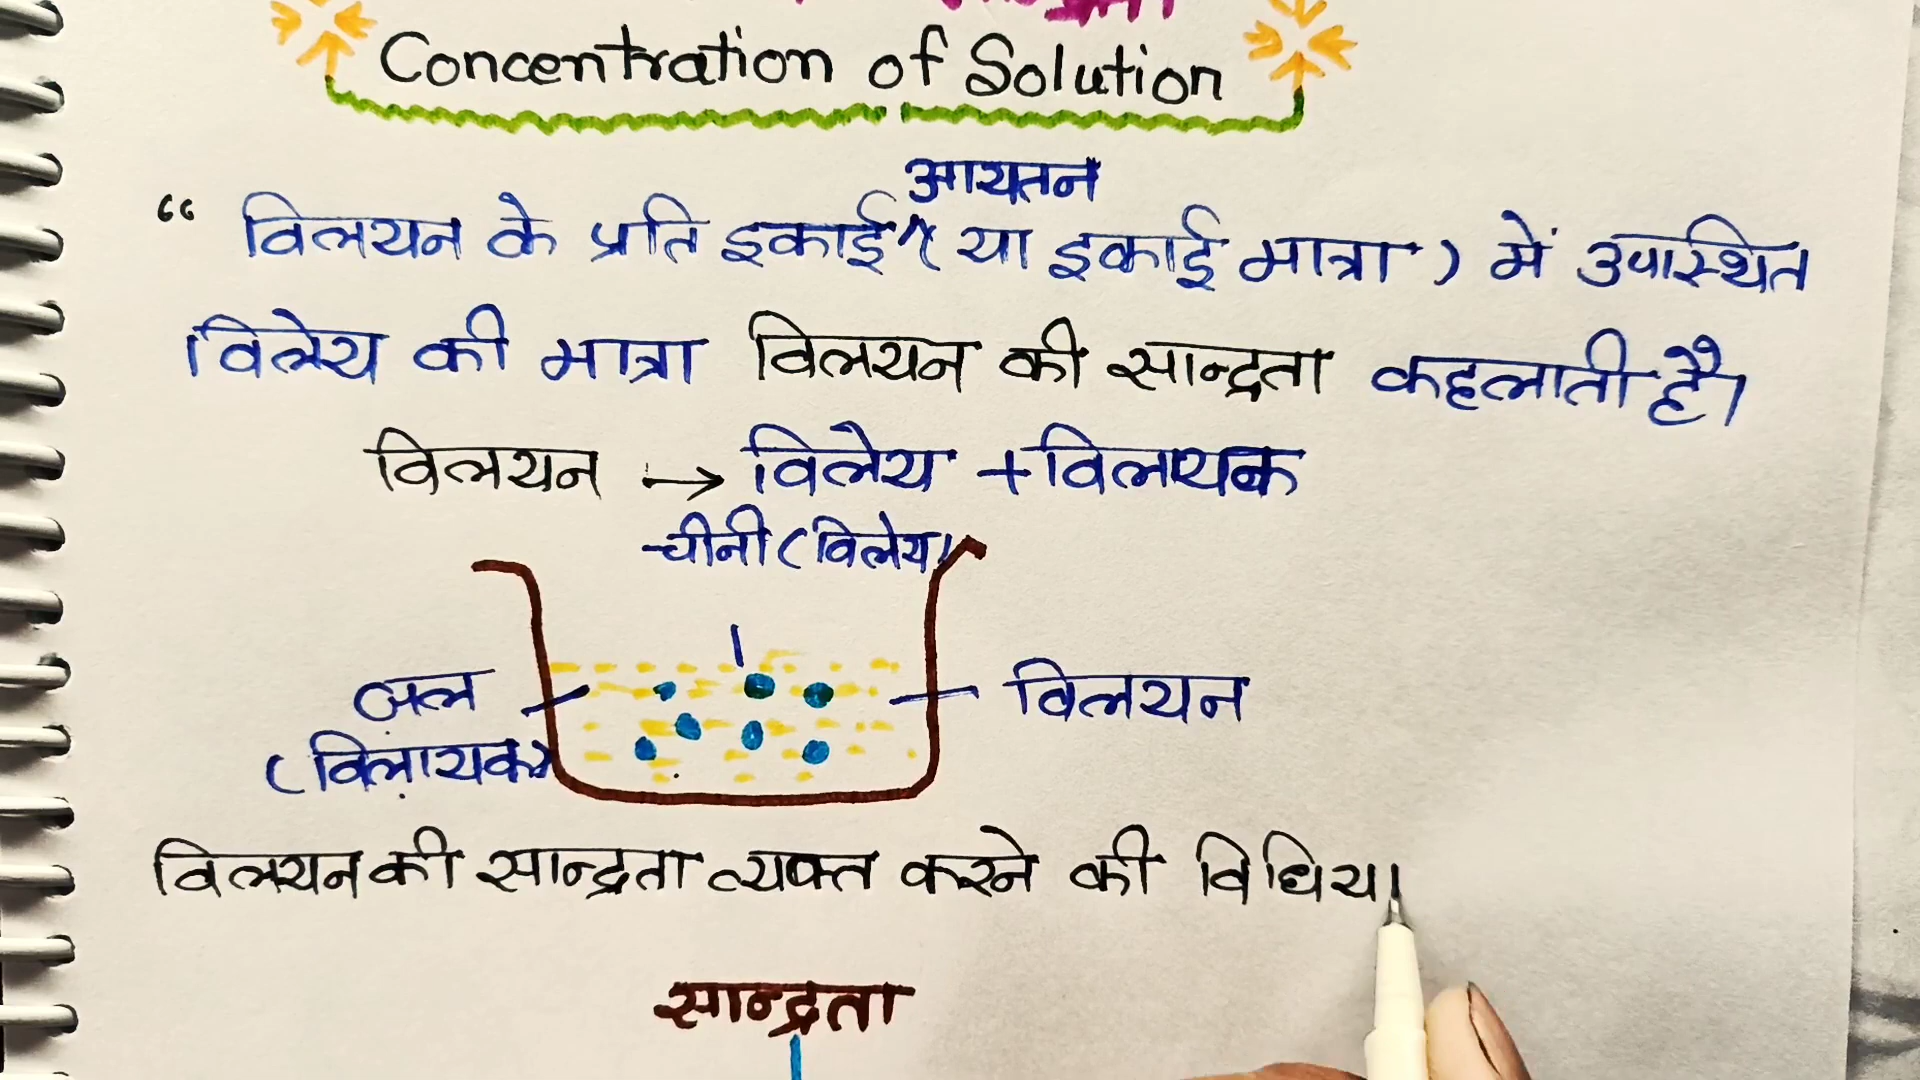 Concentration of Solution
आयतन
“ विलयन के प्रति इकाई ^ (या इकाई मात्रा) में उपस्थित
विलेय की मात्रा विलयन की सान्द्रता कहलाती है।
विलयन → विलेय + विलायक
चीनी (विलेय)
जल
विलयन
(विलायक)
विलयन की सान्द्रता व्यक्त करने की विधिया
सान्द्रता